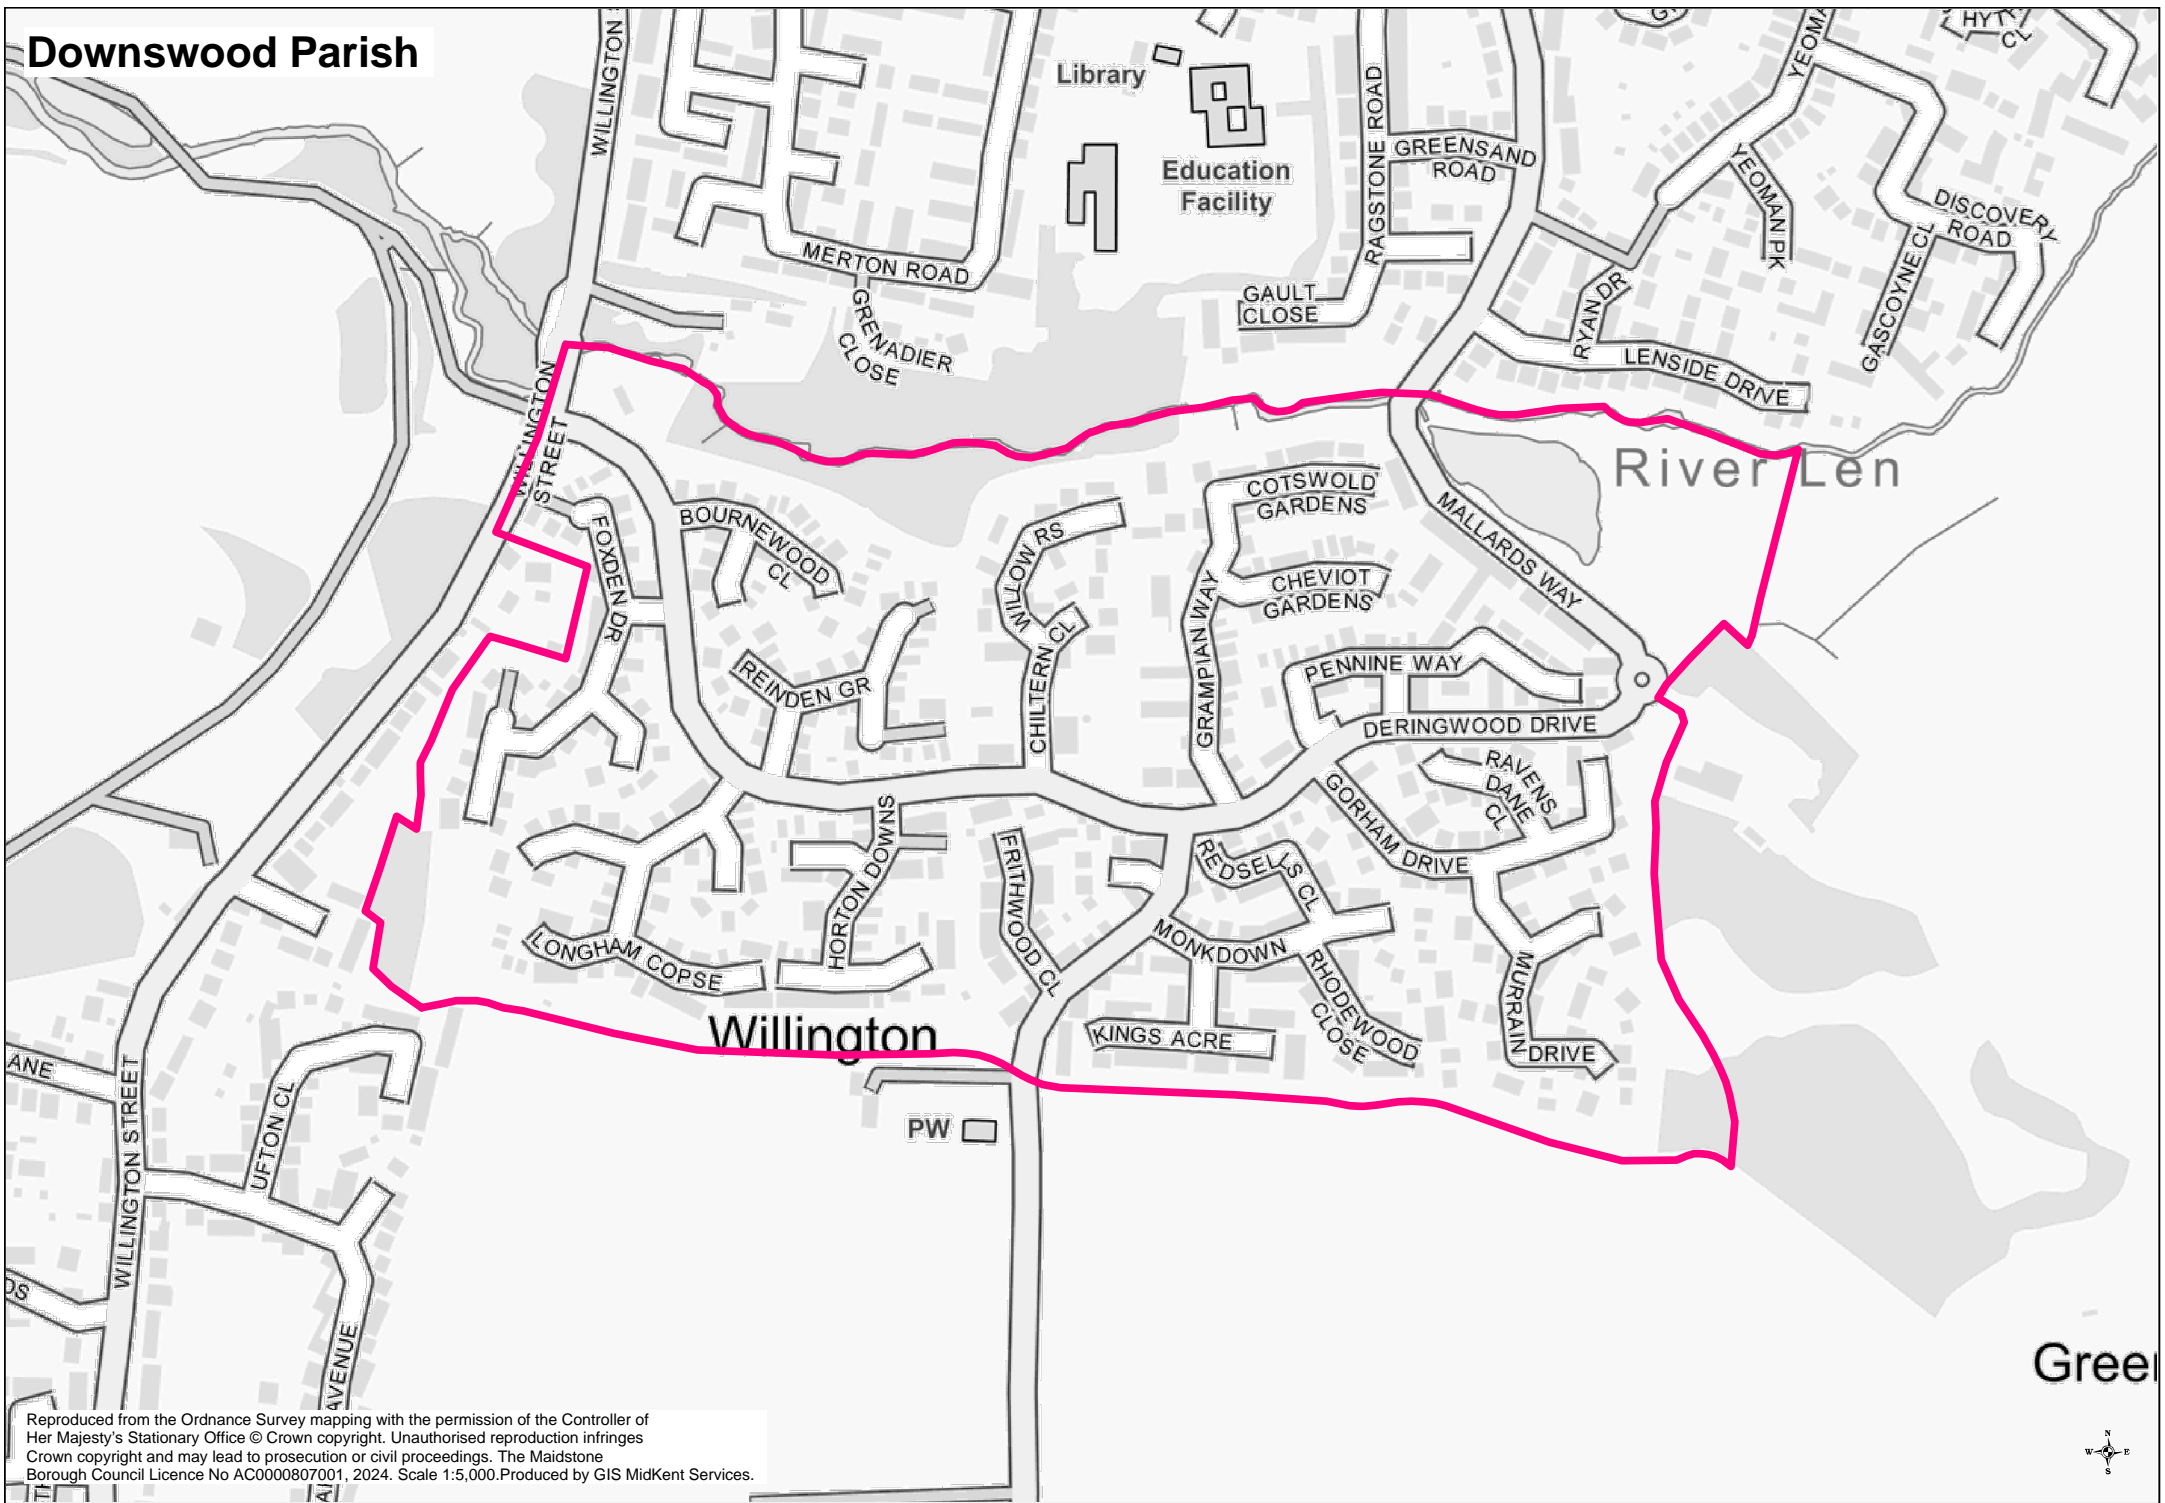 Downswood Parish
WILLINGTON
Library
Education
Facility
RAGSTONE ROAD
GREENSAND
ROAD
YEOMAN PK
HYT
CL
DISCOVERY
ROAD
GASCOYNE CL
MERTON ROAD
GRENADIER
CLOSE
GAULT
CLOSE
RYAN DR
LENSIDE DRIVE
WILLINGTON
STREET
River Len
FOXDEN DR
BOURNEWOOD
CL
WILLOW RS
COTSWOLD
GARDENS
CHEVIOT
GARDENS
MALLARDS WAY
REINDEN GR
CHILTERN CL
GRAMPIAN WAY
PENNINE WAY
DERINGWOOD DRIVE
RAVENS
DANE
CL
GORHAM DRIVE
HORTON DOWNS
FRITHWOOD CL
REDSELLS CL
LONGHAM COPSE
MONKDOWN
RHODEWOOD
CLOSE
MURRAIN
DRIVE
KINGS ACRE
Willington
PW
ANE
UFTON CL
WILLINGTON STREET
DS
AVENUE
Green
Reproduced from the Ordnance Survey mapping with the permission of the Controller of
Her Majesty's Stationary Office © Crown copyright. Unauthorised reproduction infringes
Crown copyright and may lead to prosecution or civil proceedings. The Maidstone
Borough Council Licence No AC0000807001, 2024. Scale 1:5,000.Produced by GIS MidKent Services.
N
W E
S